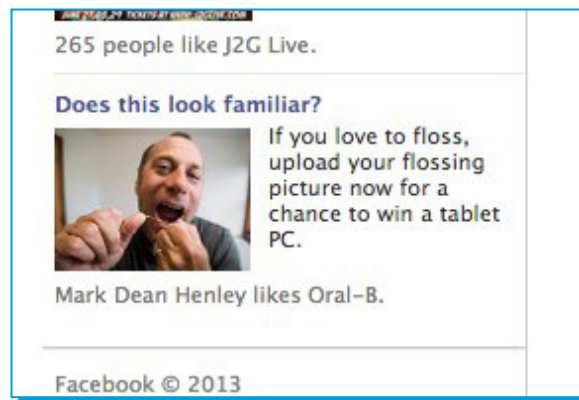 265 people like J2G Live.
Does this look familiar?
If you love to floss,
upload your flossing
picture now for a
chance to win a tablet
PC.
Mark Dean Henley likes Oral-B.
Facebook © 2013